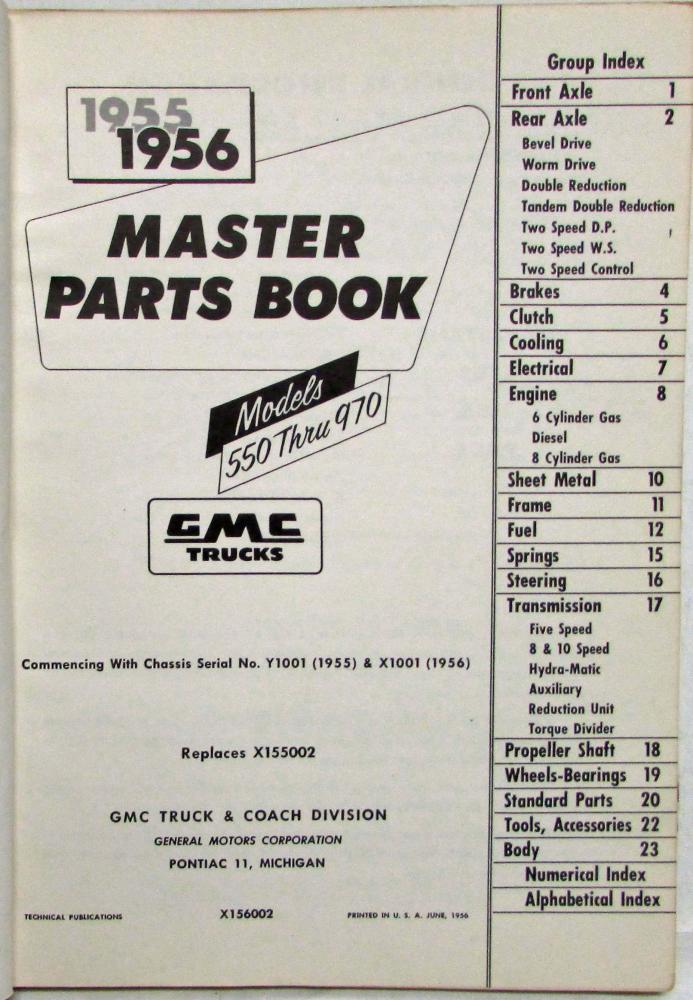 1955
1956
MASTER
PARTS BOOK
Models
550 Thru 970
GMC
TRUCKS
Commencing With Chassis Serial No. Y1001 (1955) & X1001 (1956)
Replaces X155002
GMC TRUCK & COACH DIVISION
GENERAL MOTORS CORPORATION
PONTIAC 11, MICHIGAN
TECHNICAL PUBLICATIONS X156002 PRINTED IN U. S. A. JUNE, 1956
Group Index
Front Axle 1
Rear Axle 2
Bevel Drive
Worm Drive
Double Reduction
Tandem Double Reduction
Two Speed D.P.
Two Speed W.S.
Two Speed Control
Brakes 4
Clutch 5
Cooling 6
Electrical 7
Engine 8
6 Cylinder Gas
Diesel
8 Cylinder Gas
Sheet Metal 10
Frame 11
Fuel 12
Springs 15
Steering 16
Transmission 17
Five Speed
8 & 10 Speed
Hydra-Matic
Auxiliary
Reduction Unit
Torque Divider
Propeller Shaft 18
Wheels-Bearings 19
Standard Parts 20
Tools, Accessories 22
Body 23
Numerical Index
Alphabetical Index